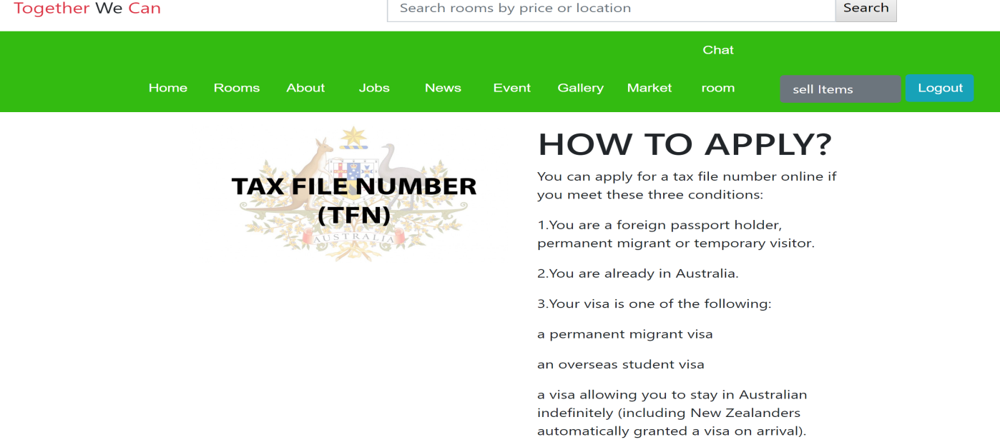 Together We Can
Search rooms by price or location
Search
Chat
Home Rooms About Jobs News Event Gallery Market room
sell Items
Logout
TAX FILE NUMBER
(TFN)
AUSTRALIA
HOW TO APPLY?
You can apply for a tax file number online if
you meet these three conditions:
1.You are a foreign passport holder,
permanent migrant or temporary visitor.
2.You are already in Australia.
3.Your visa is one of the following:
a permanent migrant visa
an overseas student visa
a visa allowing you to stay in Australian
indefinitely (including New Zealanders
automatically granted a visa on arrival).